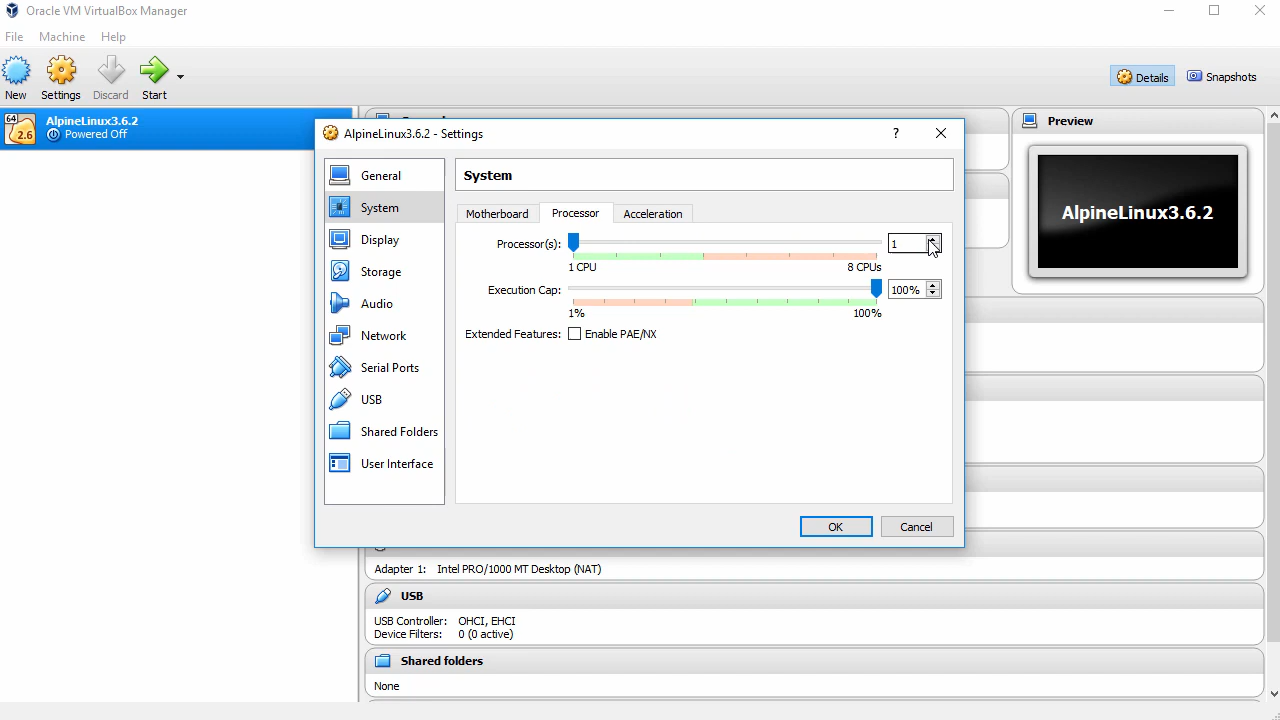 Oracle VM VirtualBox Manager
File Machine Help
New Settings Discard Start
Details Snapshots
64
2.6
AlpineLinux3.6.2
Powered Off
Preview
AlpineLinux3.6.2
AlpineLinux3.6.2 - Settings
?
General
System
Display
Storage
Audio
Network
Serial Ports
USB
Shared Folders
User Interface
System
Motherboard Processor Acceleration
Processor(s): 1
1 CPU 8 CPUs
Execution Cap: 100%
1% 100%
Extended Features: Enable PAE/NX
OK Cancel
Adapter 1: Intel PRO/1000 MT Desktop (NAT)
USB
USB Controller: OHCI, EHCI
Device Filters: 0 (0 active)
Shared folders
None